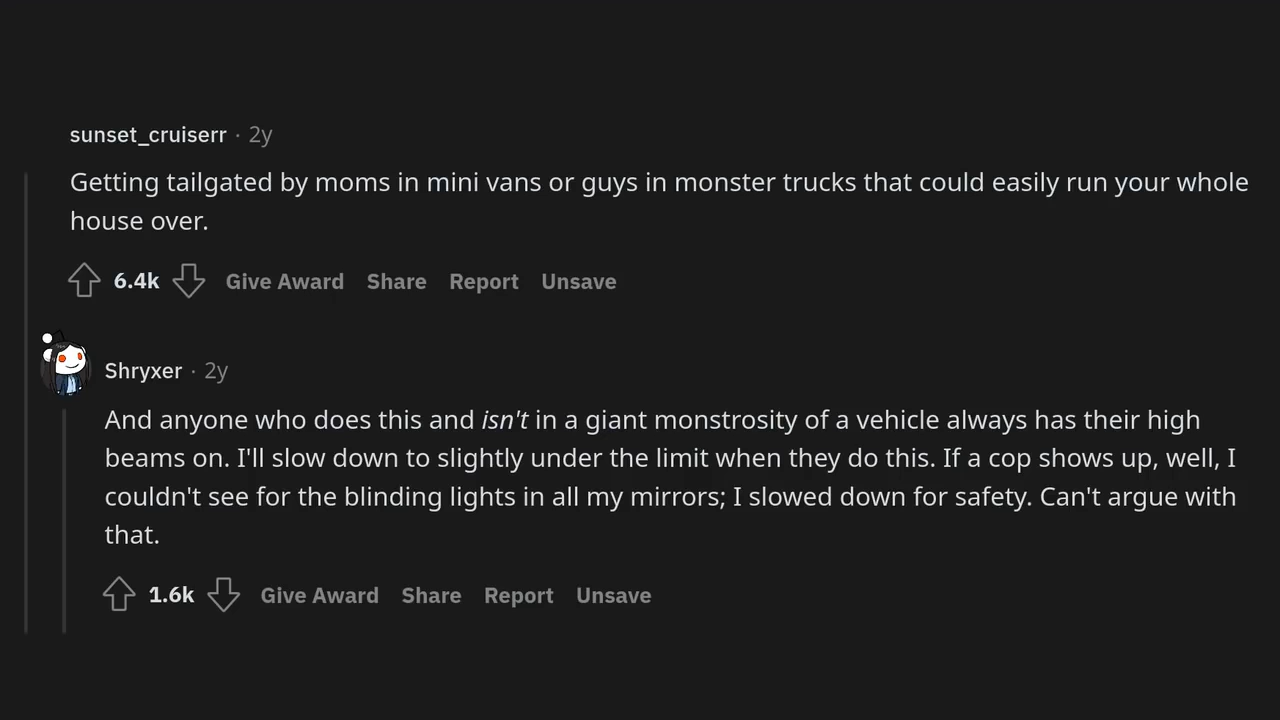 sunset_cruiserr · 2y
Getting tailgated by moms in mini vans or guys in monster trucks that could easily run your whole
house over.
6.4k Give Award Share Report Unsave
Shryxer · 2y
And anyone who does this and isn't in a giant monstrosity of a vehicle always has their high
beams on. I'll slow down to slightly under the limit when they do this. If a cop shows up, well, I
couldn't see for the blinding lights in all my mirrors; I slowed down for safety. Can't argue with
that.
1.6k Give Award Share Report Unsave